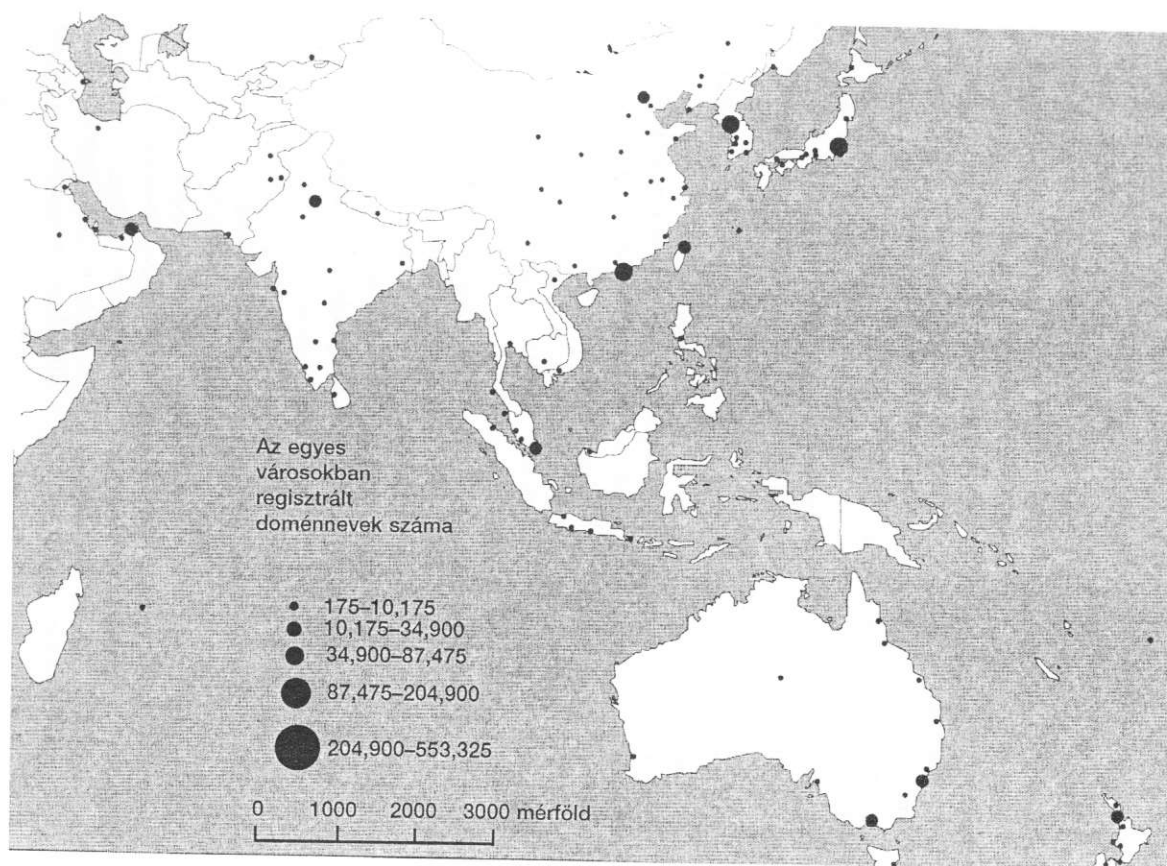 Az egyes
városokban
regisztrált
doménnevek száma
175–10,175
10,175–34,900
34,900–87,475
87,475–204,900
204,900–553,325
0 1000 2000 3000 mérföld